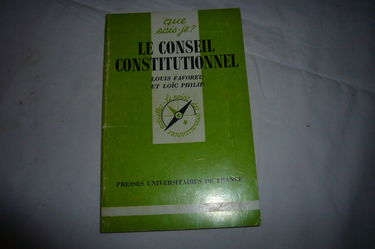 que
sais-je?
LE CONSEIL
CONSTITUTIONNEL
LOUIS FAVOREU
ET LOÏC PHILIP
PRESSES UNIVERSITAIRES DE FRANCE